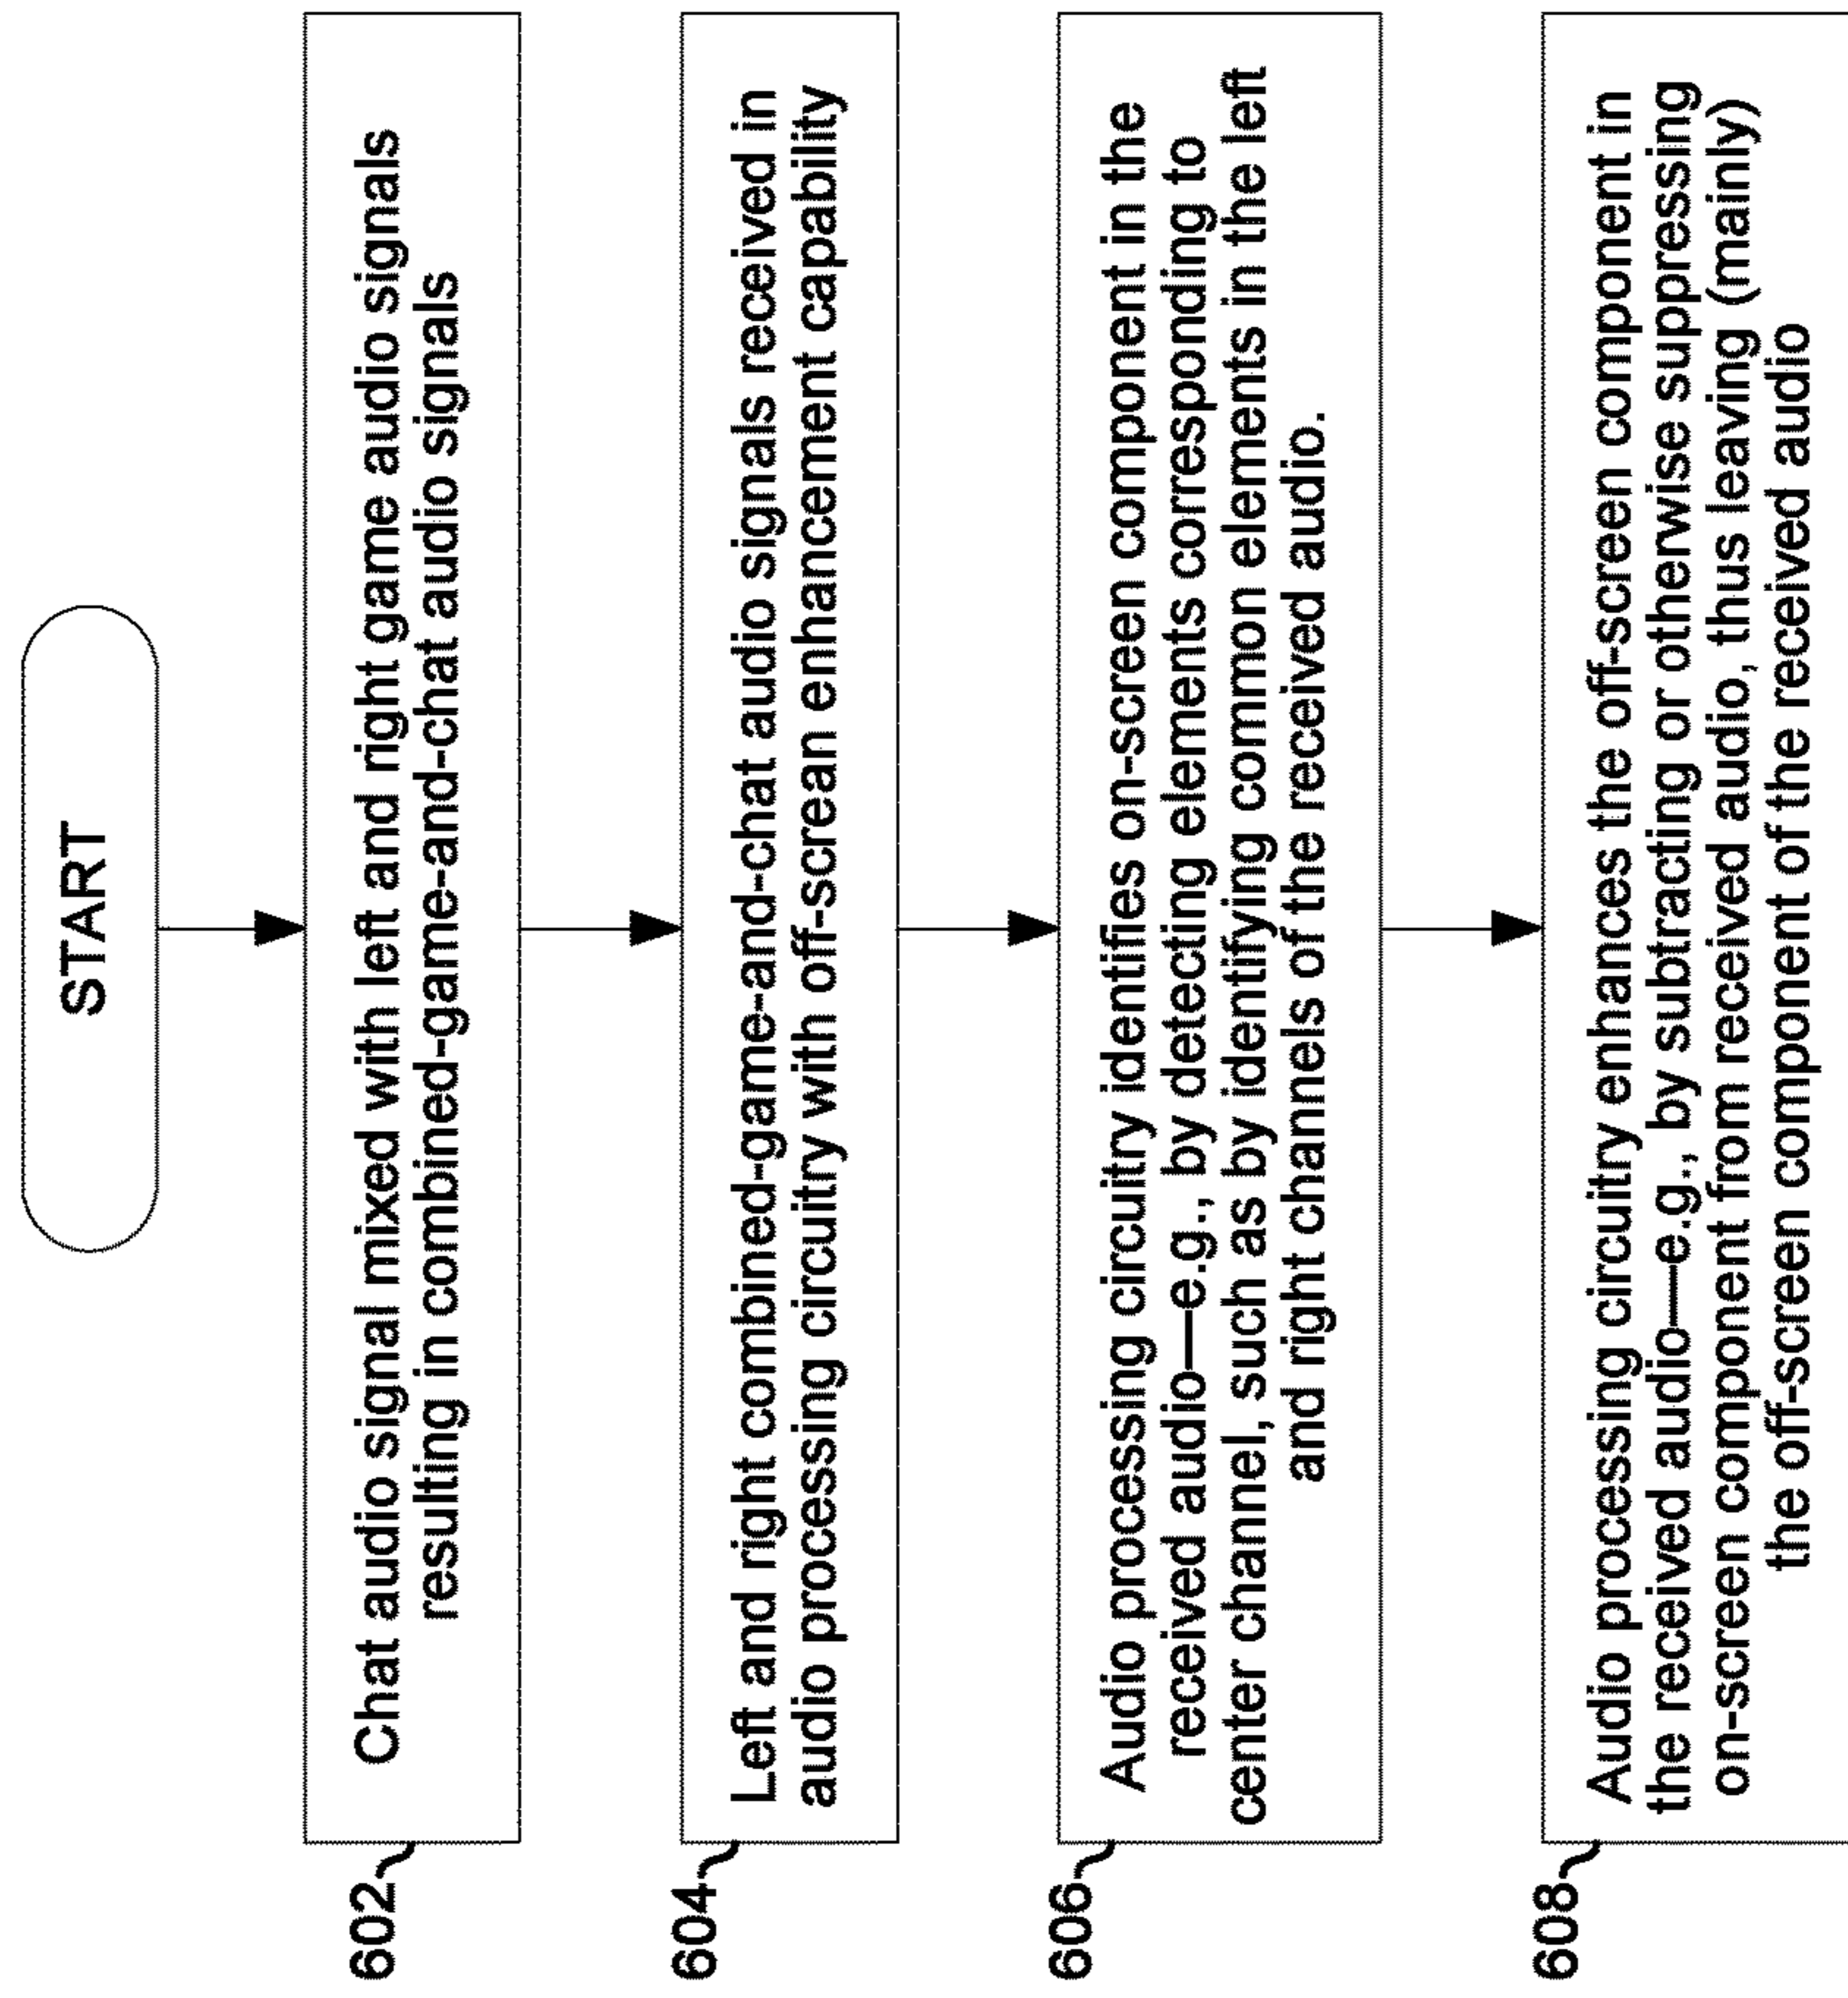 START
602
Chat audio signal mixed with left and right game audio signals
resulting in combined-game-and-chat audio signals
604
Left and right combined-game-and-chat audio signals received in
audio processing circuitry with off-screan enhancement capability
606
Audio processing circuitry identifies on-screen component in the
received audio—e.g., by detecting elements corresponding to
center channel, such as by identifying common elements in the left
and right channels of the received audio.
608
Audio processing circuitry enhances the off-screen component in
the received audio—e.g., by subtracting or otherwise suppressing
on-screen component from received audio, thus leaving (mainly)
the off-screen component of the received audio